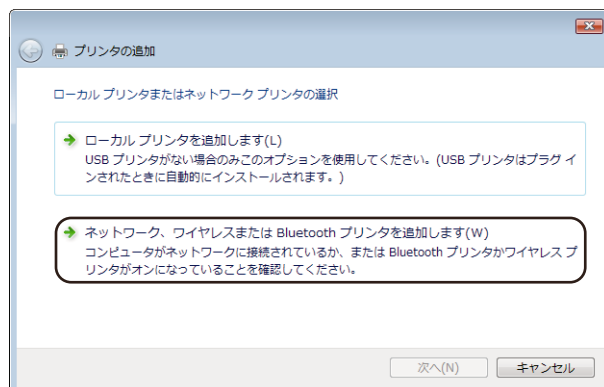 プリンタの追加
ローカル プリンタまたはネットワーク プリンタの選択
ローカル プリンタを追加します(L)
USB プリンタがない場合のみこのオプションを使用してください。(USB プリンタはプラグ イ
ンされたときに自動的にインストールされます。)
ネットワーク、ワイヤレスまたは Bluetooth プリンタを追加します(W)
コンピュータがネットワークに接続されているか、または Bluetooth プリンタかワイヤレス プ
リンタがオンになっていることを確認してください。
次へ(N)
キャンセル